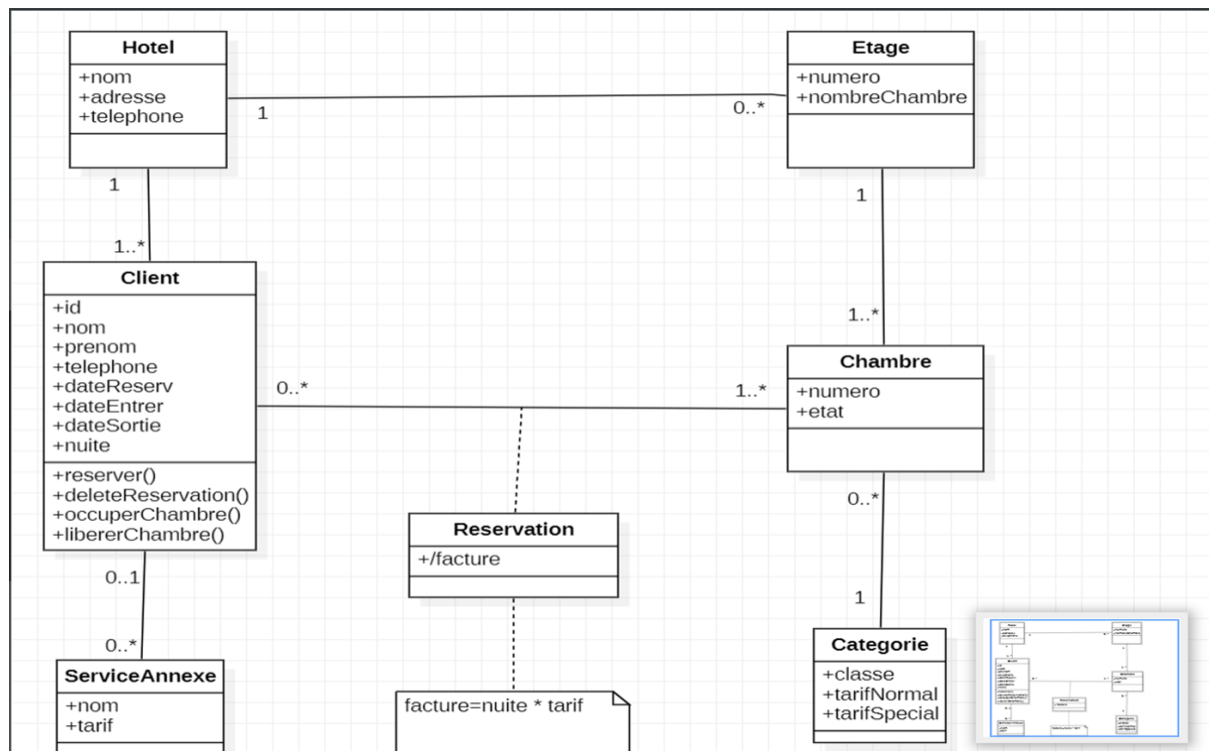 Hotel
+nom
+adresse
+telephone
1
0..*
Etage
+numero
+nombreChambre
1
1..*
1
1..*
Client
+id
+nom
+prenom
+telephone
+dateReserv
+dateEntrer
+dateSortie
+nuite
+reserver()
+deleteReservation()
+occuperChambre()
+libererChambre()
0..*
1..*
Chambre
+numero
+etat
0..*
1
Reservation
+/facture
facture=nuite * tarif
0..1
0..*
ServiceAnnexe
+nom
+tarif
Categorie
+classe
+tarifNormal
+tarifSpecial